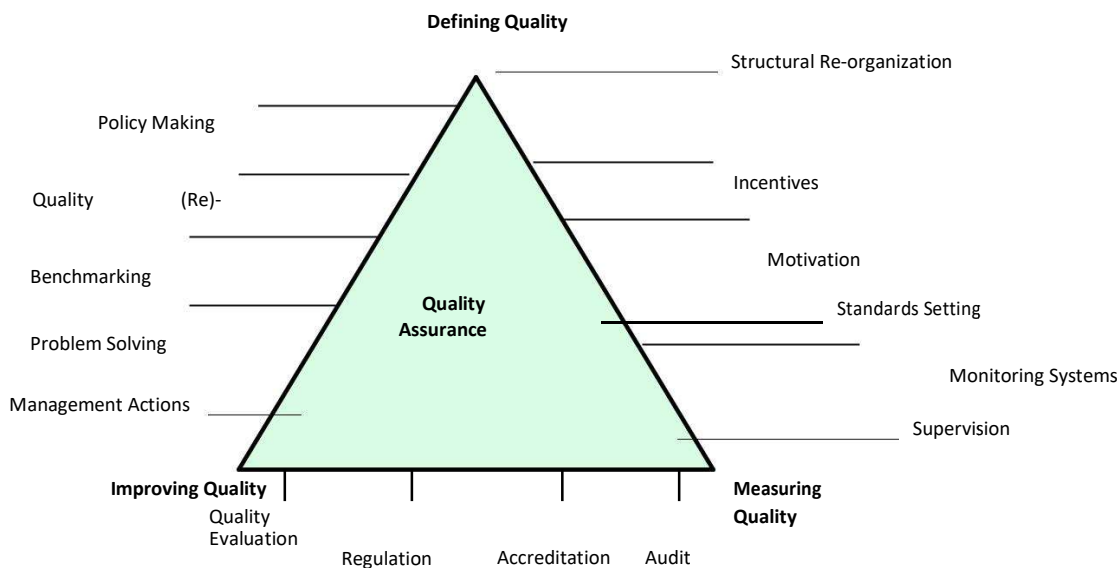 Defining Quality
Structural Re-organization
Policy Making
Incentives
Quality (Re)-
Motivation
Benchmarking
Quality
Assurance
Standards Setting
Problem Solving
Monitoring Systems
Management Actions
Supervision
Improving Quality
Measuring
Quality
Quality
Evaluation
Regulation
Accreditation
Audit